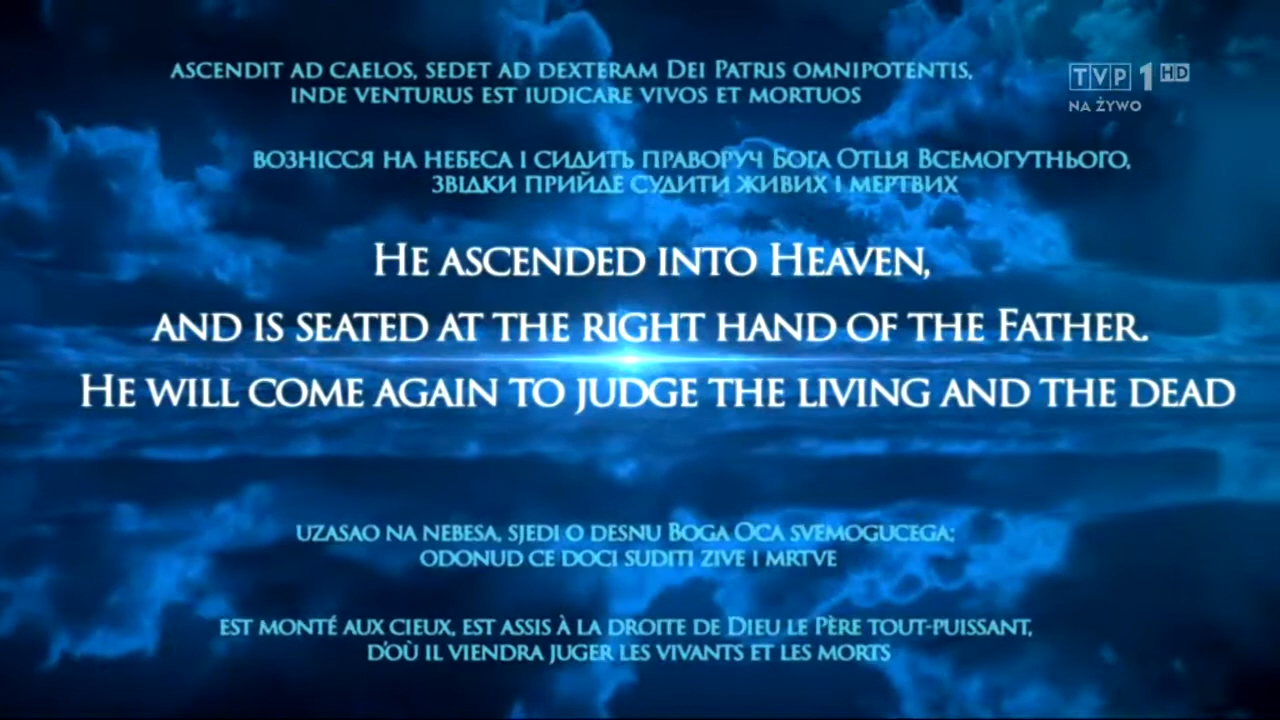 ASCENDIT AD CAELOS, SEDET AD DEXTERAM DEI PATRIS OMNIPOTENTIS,
INDE VENTURUS EST IUDICARE VIVOS ET MORTUOS
TVP 1 HD
NA ŻYWO
ВОЗНІССЯ НА НЕБЕСА І СИДИТЬ ПРАВОРУЧ БОГА ОТЦЯ ВСЕМОГУТНЬОГО,
ЗВІДКИ ПРИЙДЕ СУДИТИ ЖИВИХ І МЕРТВИХ
HE ASCENDED INTO HEAVEN,
AND IS SEATED AT THE RIGHT HAND OF THE FATHER.
HE WILL COME AGAIN TO JUDGE THE LIVING AND THE DEAD
UZASAO NA NEBESA, SJEDI O DESNU BOGA OCA SVEMOGUCEGA;
ODONUD CE DOCI SUDITI ZIVE I MRTVE
EST MONTÉ AUX CIEUX, EST ASSIS À LA DROITE DE DIEU LE PÈRE TOUT-PUISSANT,
D'OÙ IL VIENDRA JUGER LES VIVANTS ET LES MORTS